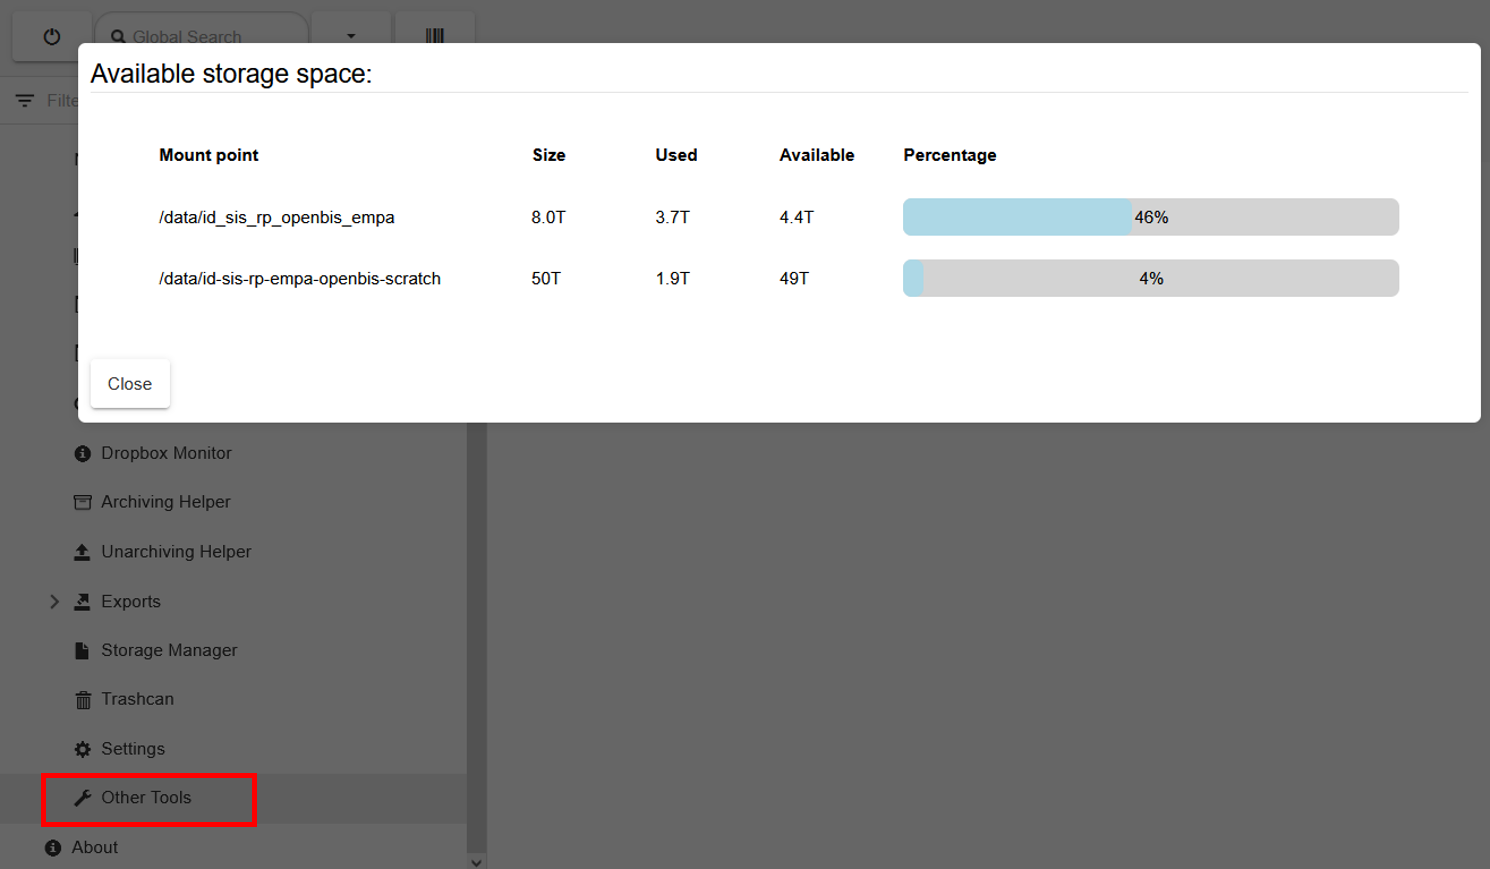 Global Search
Available storage space:
Filte
Mount point Size Used Available Percentage
/data/id_sis_rp_openbis_empa 8.0T 3.7T 4.4T 46%
/data/id-sis-rp-empa-openbis-scratch 50T 1.9T 49T 4%
Close
Dropbox Monitor
Archiving Helper
Unarchiving Helper
Exports
Storage Manager
Trashcan
Settings
Other Tools
About